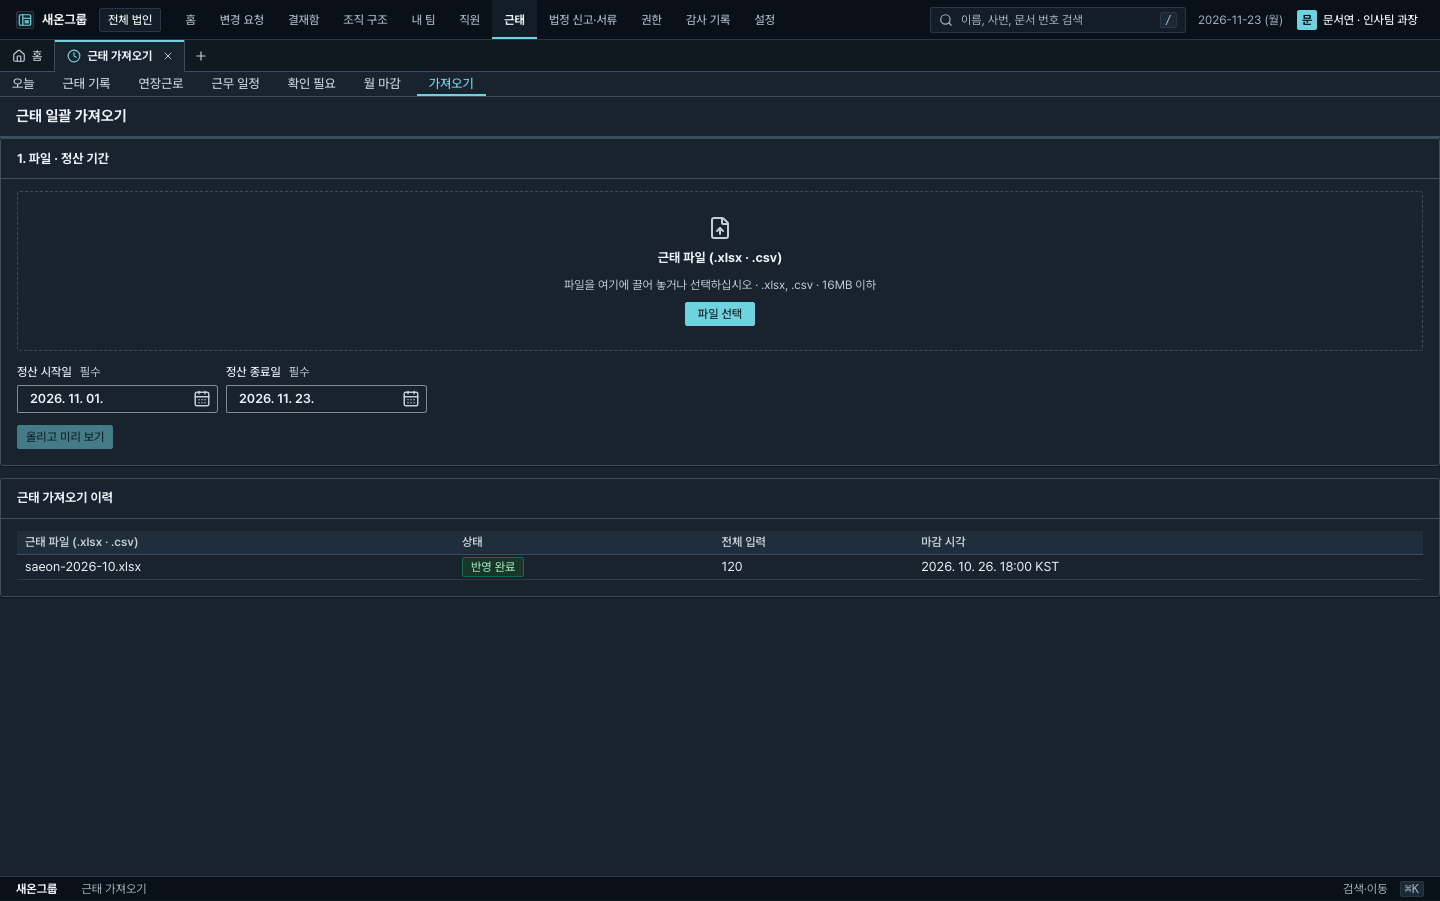 새온그룹 전체 법인 홈 변경 요청 결재함 조직 구조 내 팀 직원 근태 법정 신고·서류 권한 감사 기록 설정 이름, 사번, 문서 번호 검색 / 2026-11-23 (월) 문 문서연 · 인사팀 과장
홈 근태 가져오기
오늘 근태 기록 연장근로 근무 일정 확인 필요 월 마감 가져오기
근태 일괄 가져오기
1. 파일 · 정산 기간
근태 파일 (.xlsx · .csv)
파일을 여기에 끌어 놓거나 선택하십시오 · .xlsx, .csv · 16MB 이하
파일 선택
정산 시작일 필수 정산 종료일 필수
2026. 11. 01. 2026. 11. 23.
올리고 미리 보기
근태 가져오기 이력
근태 파일 (.xlsx · .csv) 상태 전체 입력 마감 시각
saeon-2026-10.xlsx 반영 완료 120 2026. 10. 26. 18:00 KST
새온그룹 근태 가져오기 검색·이동 ⌘K